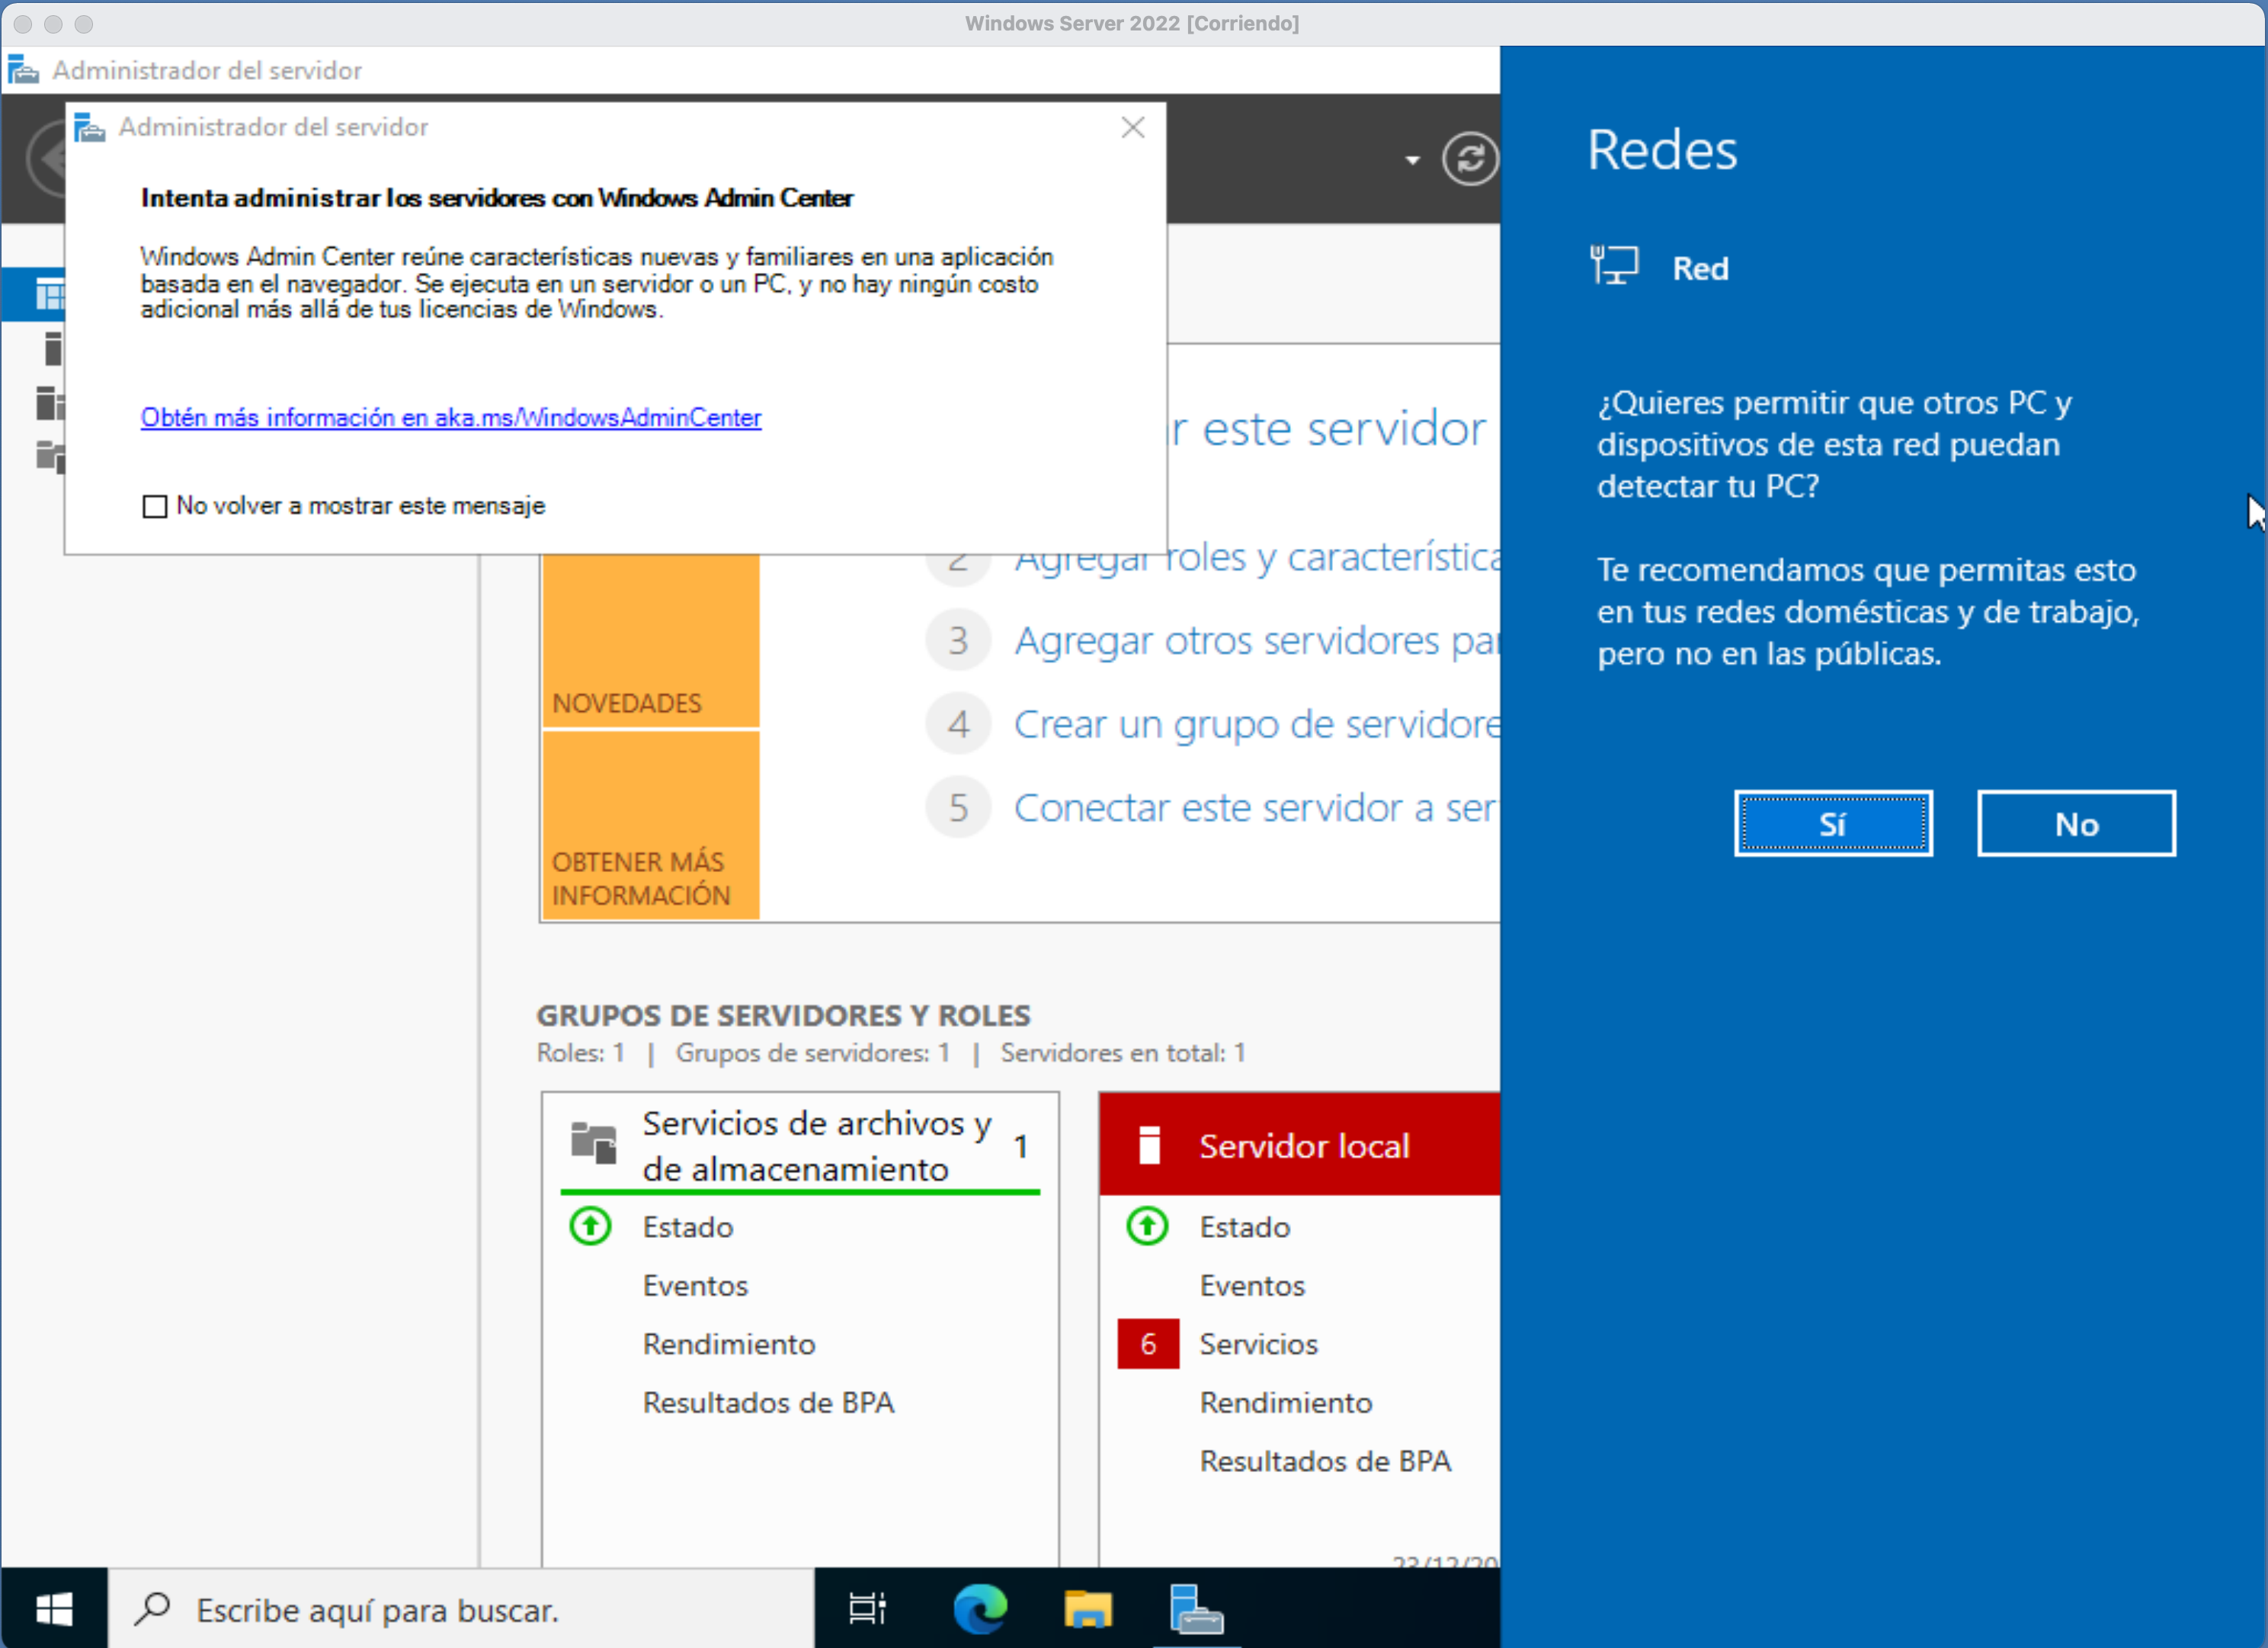 Windows Server 2022 [Corriendo]
Administrador del servidor
Administrador del servidor
Intenta administrar los servidores con Windows Admin Center
Windows Admin Center reúne características nuevas y familiares en una aplicación
basada en el navegador. Se ejecuta en un servidor o un PC, y no hay ningún costo
adicional más allá de tus licencias de Windows.
Obtén más información en aka.ms/WindowsAdminCenter
No volver a mostrar este mensaje
r este servidor
2 Agregar roles y característica
3 Agregar otros servidores par
4 Crear un grupo de servidore
5 Conectar este servidor a ser
NOVEDADES
OBTENER MÁS
INFORMACIÓN
GRUPOS DE SERVIDORES Y ROLES
Roles: 1 | Grupos de servidores: 1 | Servidores en total: 1
Servicios de archivos y
de almacenamiento
1
Estado
Eventos
Rendimiento
Resultados de BPA
Servidor local
Estado
Eventos
6 Servicios
Rendimiento
Resultados de BPA
23/12/20
Redes
Red
¿Quieres permitir que otros PC y
dispositivos de esta red puedan
detectar tu PC?
Te recomendamos que permitas esto
en tus redes domésticas y de trabajo,
pero no en las públicas.
Sí
No
Escribe aquí para buscar.